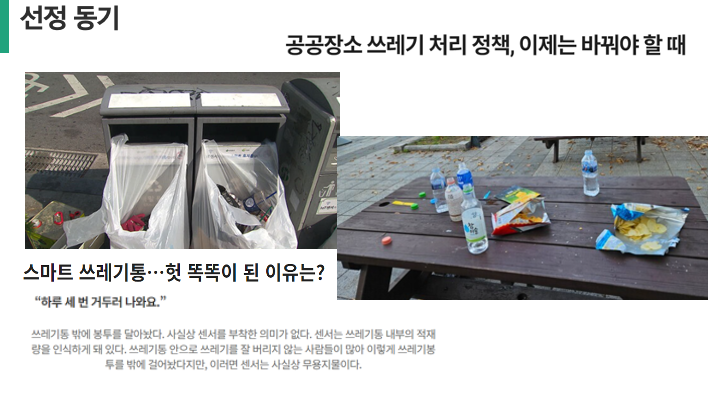 선정 동기
공공장소 쓰레기 처리 정책, 이제는 바꿔야 할 때
스마트 쓰레기통…헛 똑똑이 된 이유는?
“하루 세 번 거두러 나와요.”
쓰레기통 밖에 봉투를 달아놨다. 사실상 센서를 부착한 의미가 없다. 센서는 쓰레기통 내부의 적재
량을 인식하게 돼 있다. 쓰레기통 안으로 쓰레기를 잘 버리지 않는 사람들이 많아 이렇게 쓰레기봉
투를 밖에 걸어놨다지만, 이러면 센서는 사실상 무용지물이다.